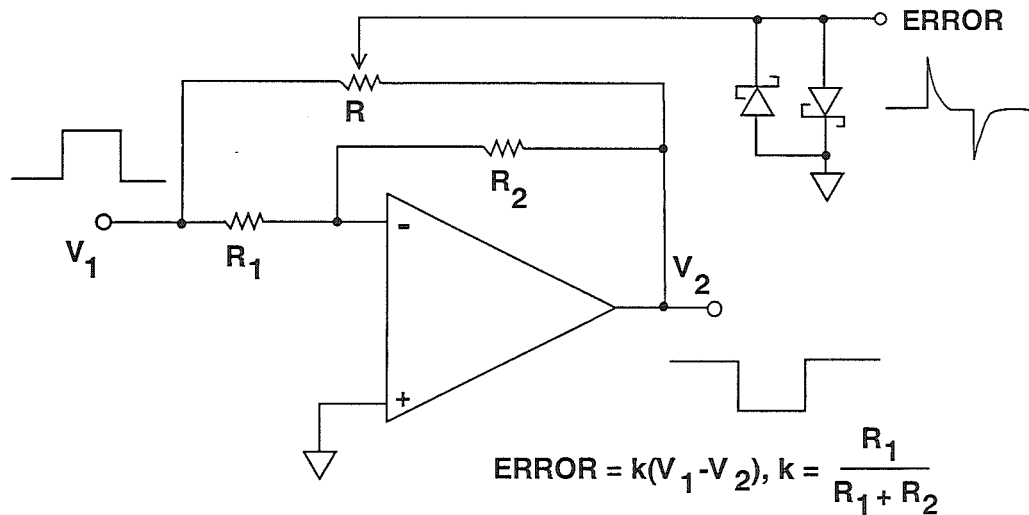 ERROR
R
R2
V1
R1
-
V2
+
ERROR = k(V1-V2), k = R1
R1 + R2